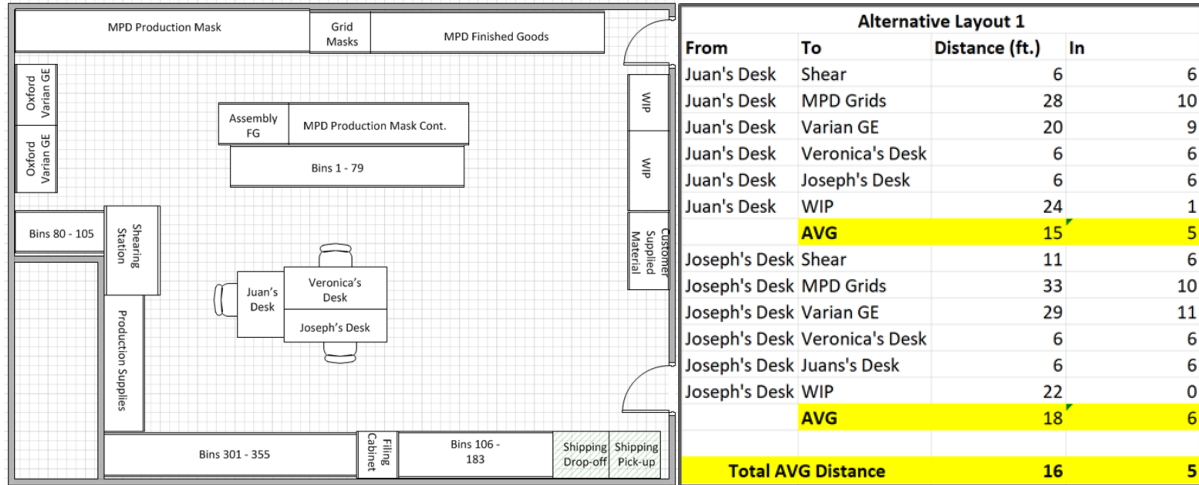 MPD Production Mask
Grid
Masks
MPD Finished Goods
Oxford
Varian GE
Oxford
Varian GE
Assembly
FG
MPD Production Mask Cont.
Bins 1 - 79
WIP
WIP
Customer
Supplied
Material
Bins 80 - 105
Shearing
Station
Juan's
Desk
Veronica's
Desk
Joseph's Desk
Production Supplies
Bins 301 - 355
Filing
Cabinet
Bins 106 -
183
Shipping
Drop-off
Shipping
Pick-up
Alternative Layout 1
From To Distance (ft.) In
Juan's Desk Shear 6 6
Juan's Desk MPD Grids 28 10
Juan's Desk Varian GE 20 9
Juan's Desk Veronica's Desk 6 6
Juan's Desk Joseph's Desk 6 6
Juan's Desk WIP 24 1
AVG 15 5
Joseph's Desk Shear 11 6
Joseph's Desk MPD Grids 33 10
Joseph's Desk Varian GE 29 11
Joseph's Desk Veronica's Desk 6 6
Joseph's Desk Juans's Desk 6 6
Joseph's Desk WIP 22 0
AVG 18 6
Total AVG Distance 16 5